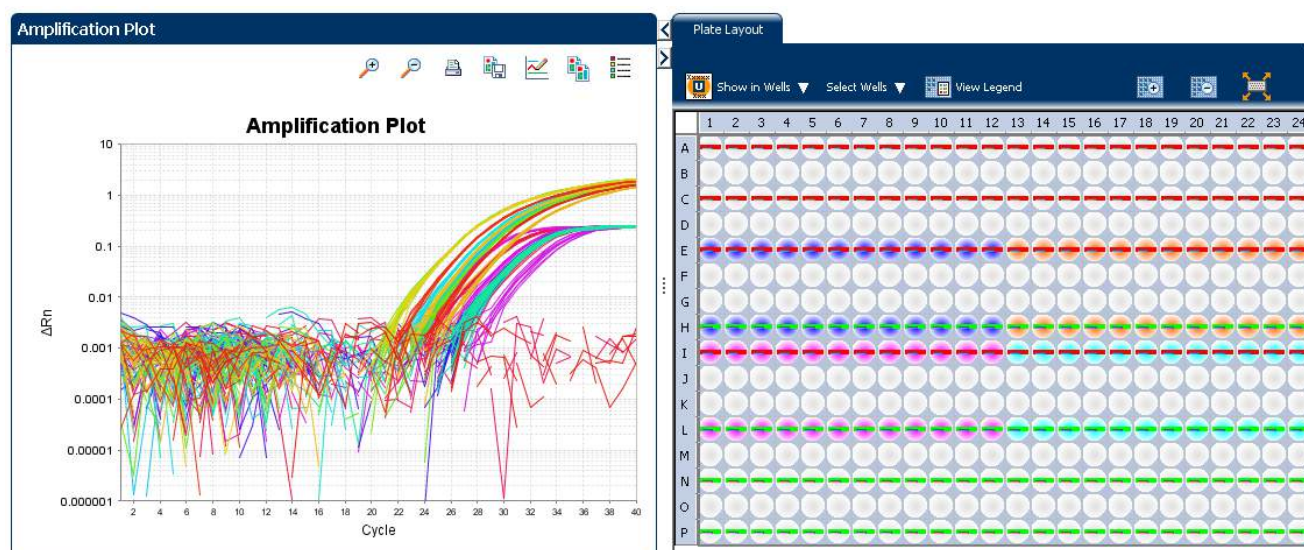 Amplification Plot
Plate Layout
Show in Wells ▼ Select Wells ▼ View Legend
Amplification Plot
10
1
0.1
0.01
0.001
0.0001
0.00001
0.000001
ΔRn
2 4 6 8 10 12 14 16 18 20 22 24 26 28 30 32 34 36 38 40
Cycle
1 2 3 4 5 6 7 8 9 10 11 12 13 14 15 16 17 18 19 20 21 22 23 24
A
B
C
D
E
F
G
H
I
J
K
L
M
N
O
P
U